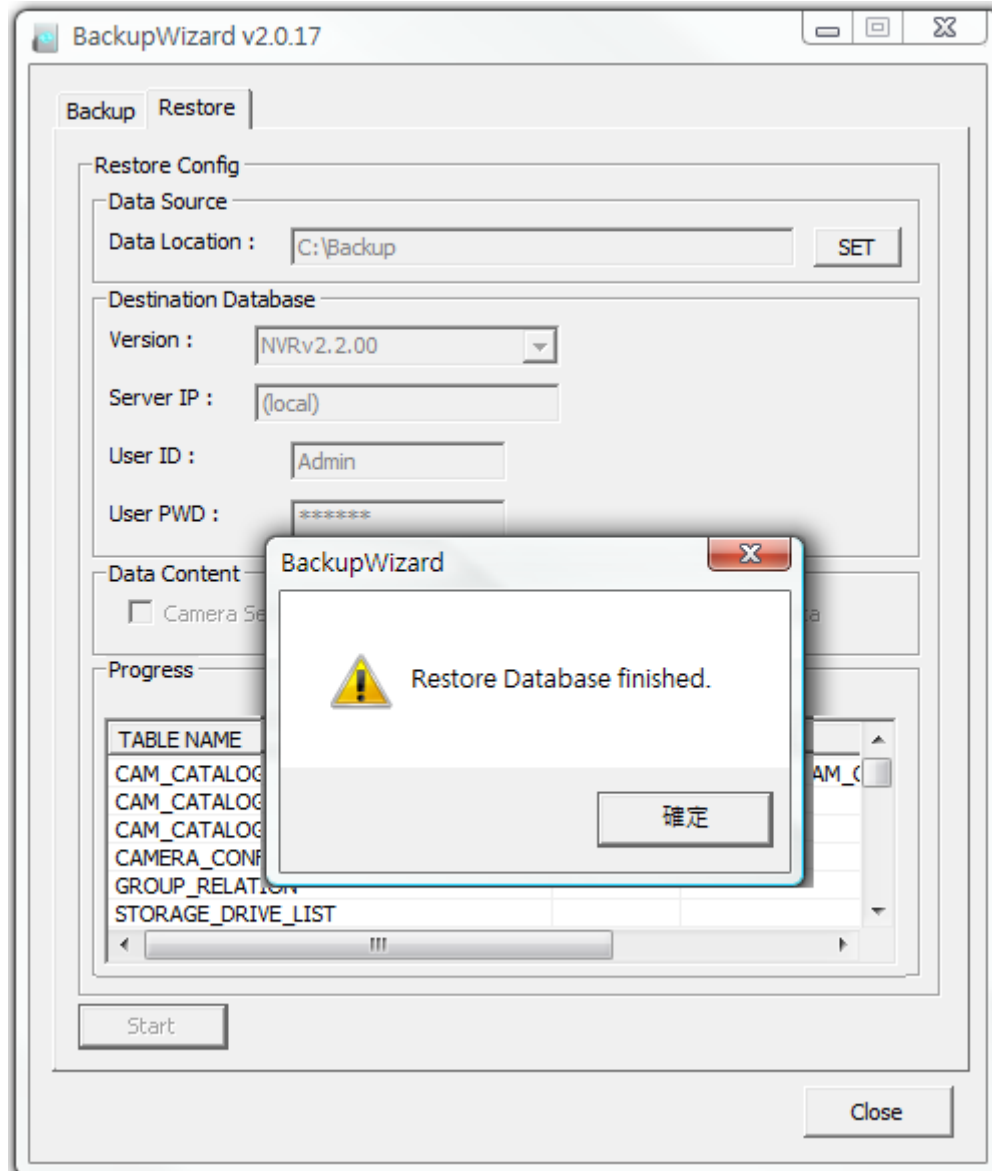 BackupWizard v2.0.17
Backup
Restore
Restore Config
Data Source
Data Location :
C:\Backup
SET
Destination Database
Version :
NVRv2.2.00
Server IP :
(local)
User ID :
Admin
User PWD :
******
BackupWizard
Data Content
Camera
Restore Database finished.
確定
Progress
TABLE NAME
CAM_CATALOG
CAM_CATALOG
CAM_CATALOG
GROUP_RELATION
STORAGE_DRIVE_LIST
Start
Close